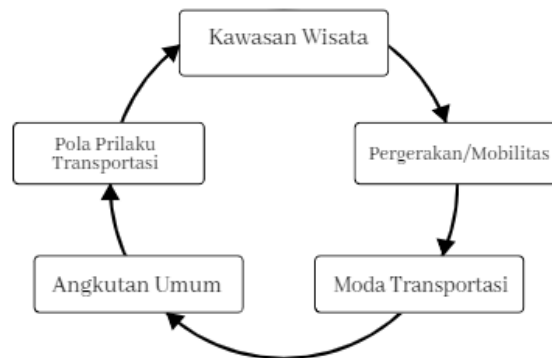 Kawasan Wisata
Pergerakan/Mobilitas
Moda Transportasi
Angkutan Umum
Pola Prilaku
Transportasi